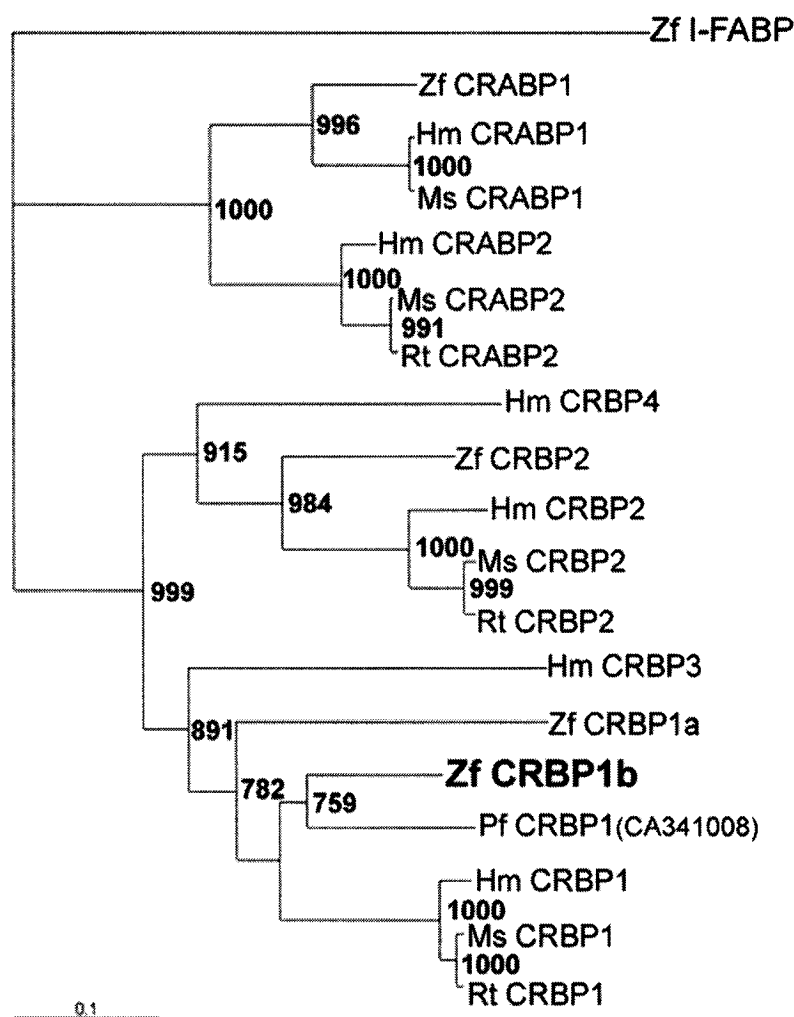 Zf I-FABP
Zf CRABP1
996
Hm CRABP1
1000
Ms CRABP1
1000
Hm CRABP2
1000
Ms CRABP2
991
Rt CRABP2
Hm CRBP4
915
Zf CRBP2
984
Hm CRBP2
1000
Ms CRBP2
999
999
Rt CRBP2
Hm CRBP3
891
Zf CRBP1a
Zf CRBP1b
782
759
Pf CRBP1(CA341008)
Hm CRBP1
1000
Ms CRBP1
1000
Rt CRBP1
0.1